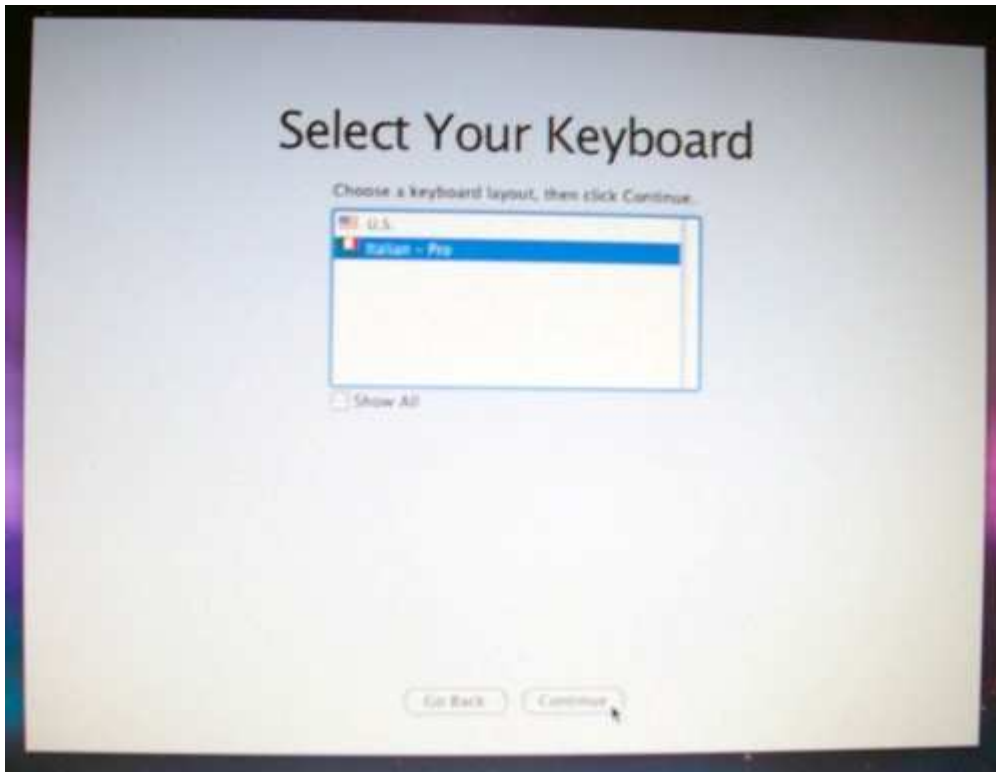 Select Your Keyboard
Choose a keyboard layout, then click Continue.
U.S.
Italian - Pro
Show All
Go Back Continue